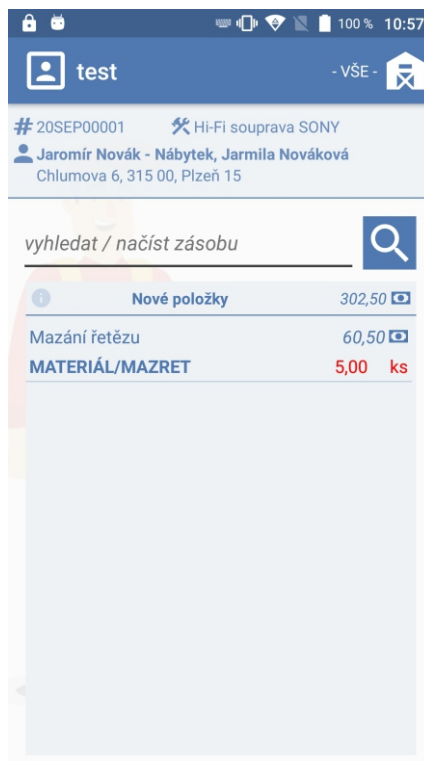 100 % 10:57
test - VŠE -
# 20SEP00001 Hi-Fi souprava SONY
Jaromír Novák - Nábytek, Jarmila Nováková
Chlumova 6, 315 00, Plzeň 15
vyhledat / načíst zásobu
Nové položky 302,50
Mazání řetězu 60,50
MATERIÁL/MAZRET 5,00 ks